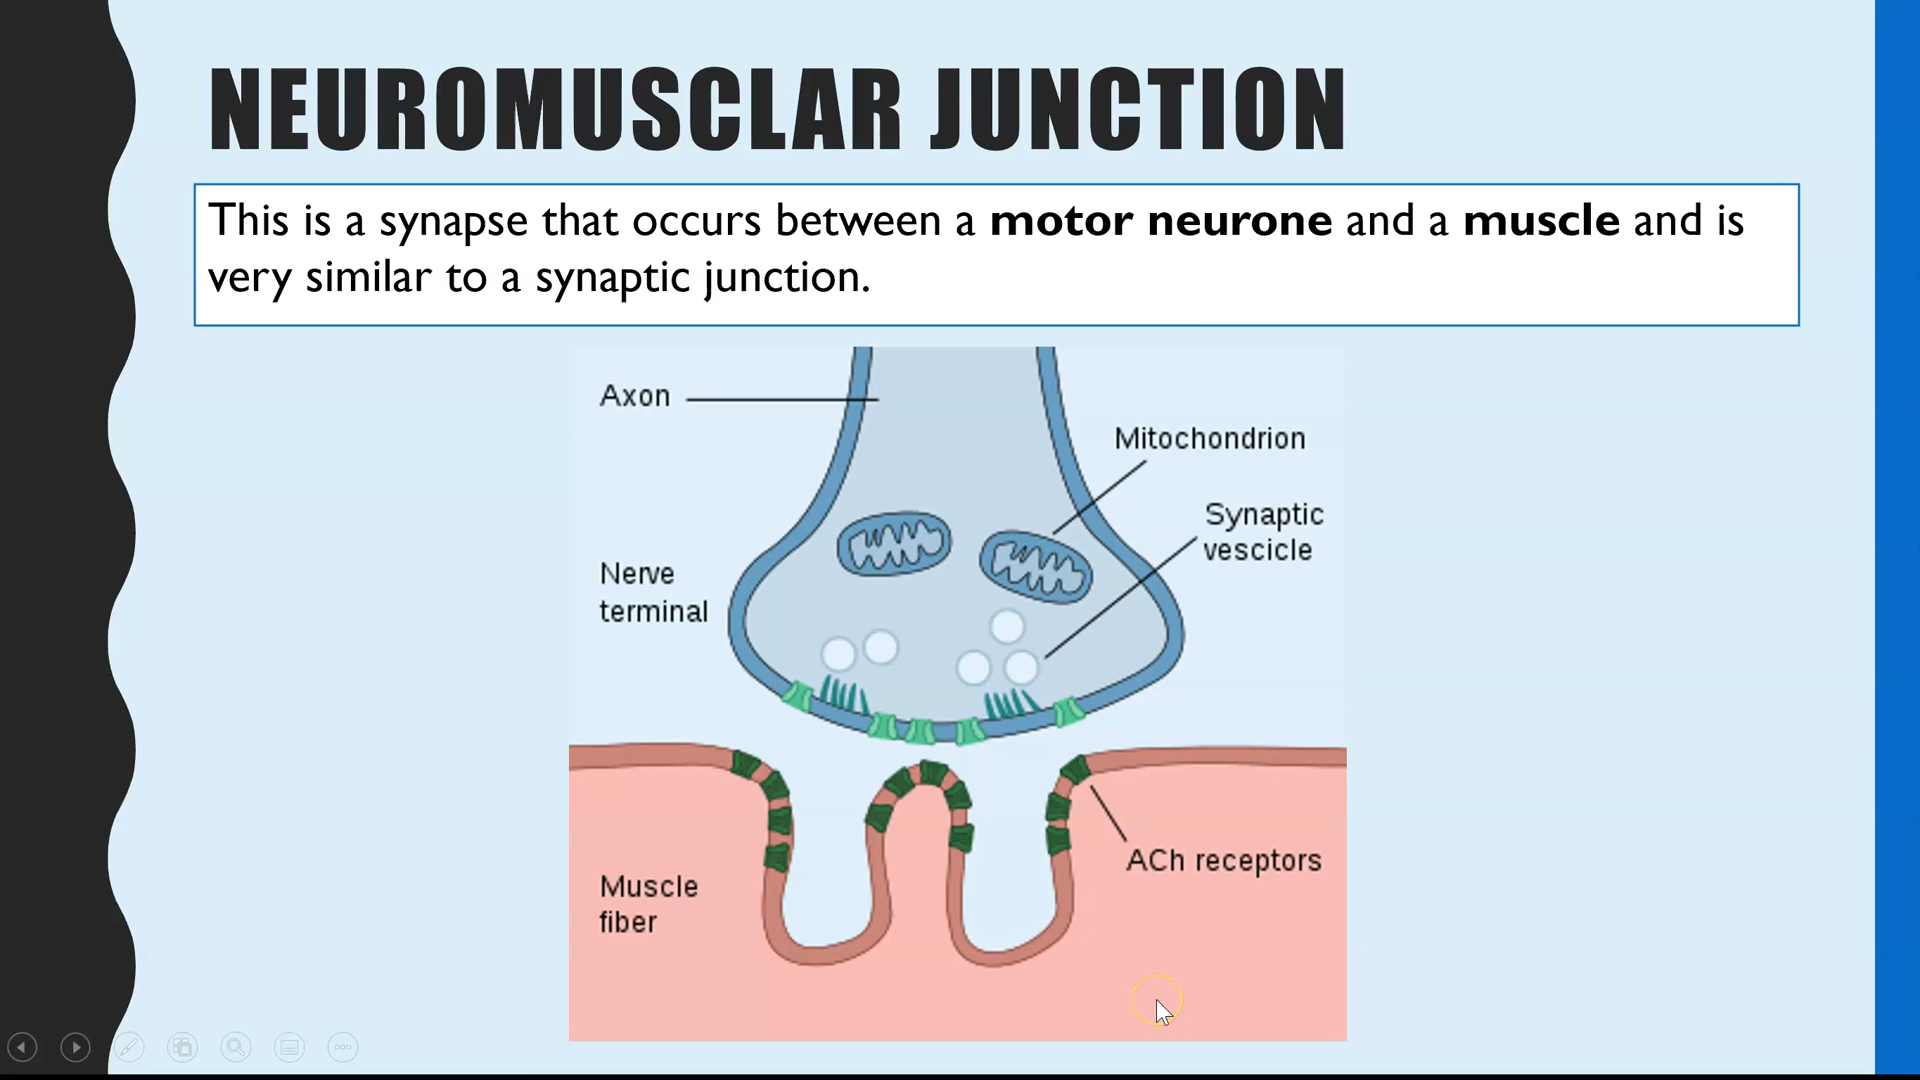 NEUROMUSCLAR JUNCTION
This is a synapse that occurs between a motor neurone and a muscle and is
very similar to a synaptic junction.
Axon
Mitochondrion
Synaptic
vescicle
Nerve
terminal
ACh receptors
Muscle
fiber